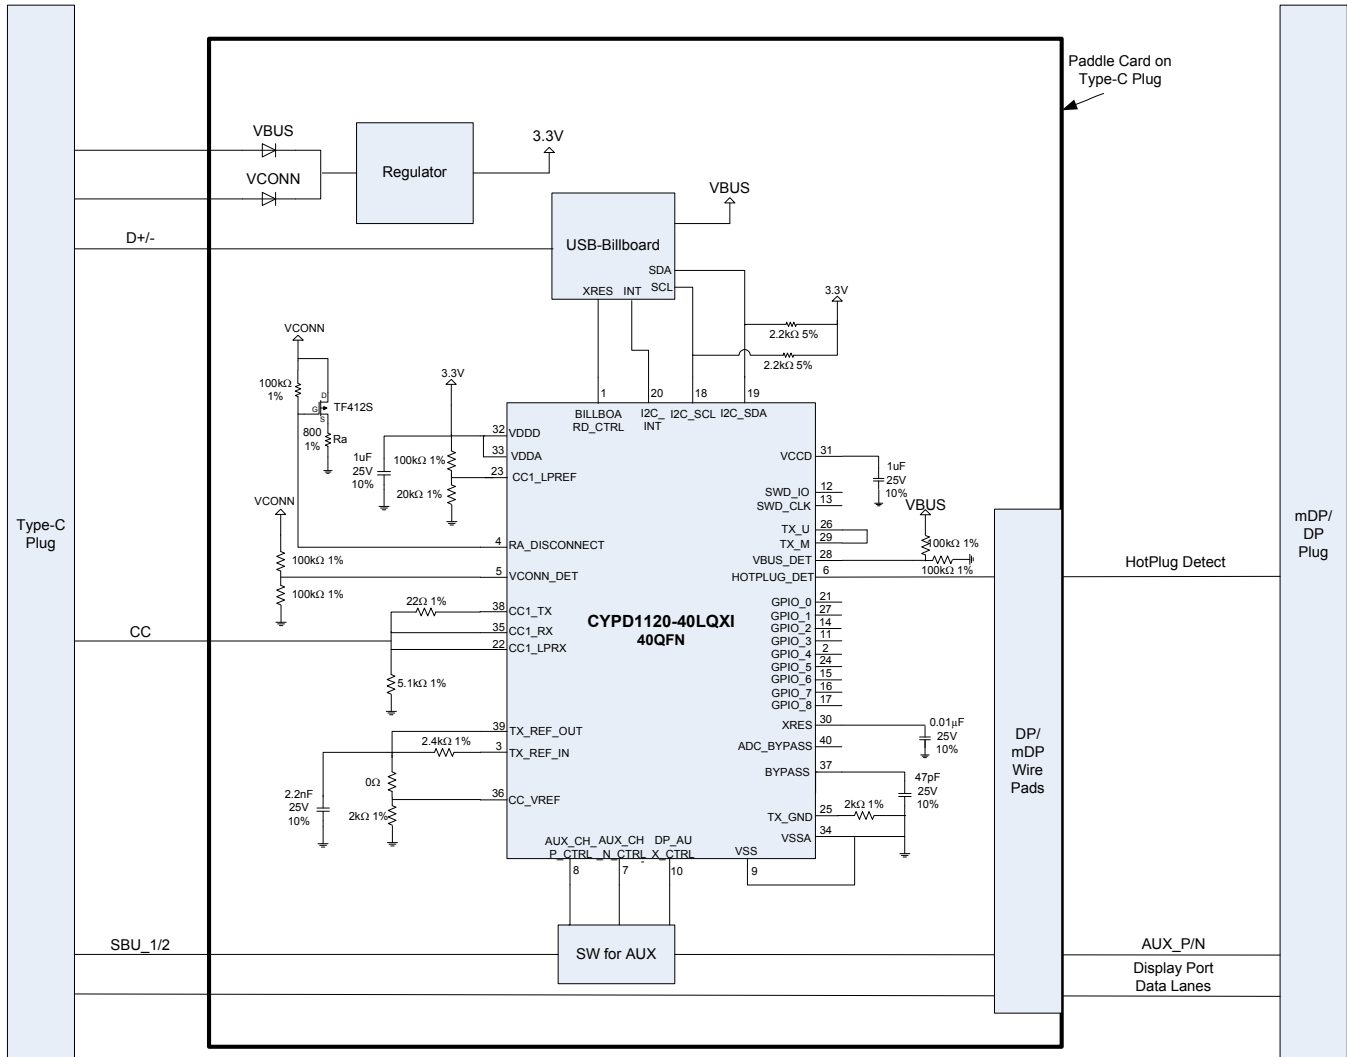 Paddle Card on
Type-C Plug
VBUS
VCONN
Regulator
3.3V
VBUS
D+/-
USB-Billboard
SDA
SCL
XRES INT
3.3V
2.2kΩ 5%
2.2kΩ 5%
VCONN
100kΩ
1%
D
G
S
TF412S
800
1%
Ra
3.3V
1uF
25V
10%
100kΩ 1%
20kΩ 1%
1
20
18
19
BILLBOA
RD_CTRL
I2C_
INT
I2C_SCL
I2C_SDA
32
VDDD
33
VDDA
23
CC1_LPREF
VCCD
31
1uF
25V
10%
SWD_IO
12
SWD_CLK
13
VBUS
TX_U
26
TX_M
29
VBUS_DET
28
100kΩ 1%
100kΩ 1%
HOTPLUG_DET
6
HotPlug Detect
Type-C
Plug
mDP/
DP
Plug
VCONN
100kΩ 1%
100kΩ 1%
4
RA_DISCONNECT
5
VCONN_DET
22Ω 1%
38
CC1_TX
35
CC1_RX
22
CC1_LPRX
CC
5.1kΩ 1%
CYPD1120-40LQXI
40QFN
GPIO_0
21
GPIO_1
27
GPIO_2
14
GPIO_3
11
GPIO_4
2
GPIO_5
24
GPIO_6
15
GPIO_7
16
GPIO_8
17
XRES
30
0.01µF
25V
10%
ADC_BYPASS
40
BYPASS
37
47pF
25V
10%
TX_GND
25
2kΩ 1%
VSSA
34
DP/
mDP
Wire
Pads
39
TX_REF_OUT
2.4kΩ 1%
3
TX_REF_IN
0Ω
2.2nF
25V
10%
36
CC_VREF
2kΩ 1%
AUX_CH_
P_CTRL
AUX_CH
_N_CTRL
DP_AU
X_CTRL
VSS
8
7
10
9
SW for AUX
SBU_1/2
AUX_P/N
Display Port
Data Lanes